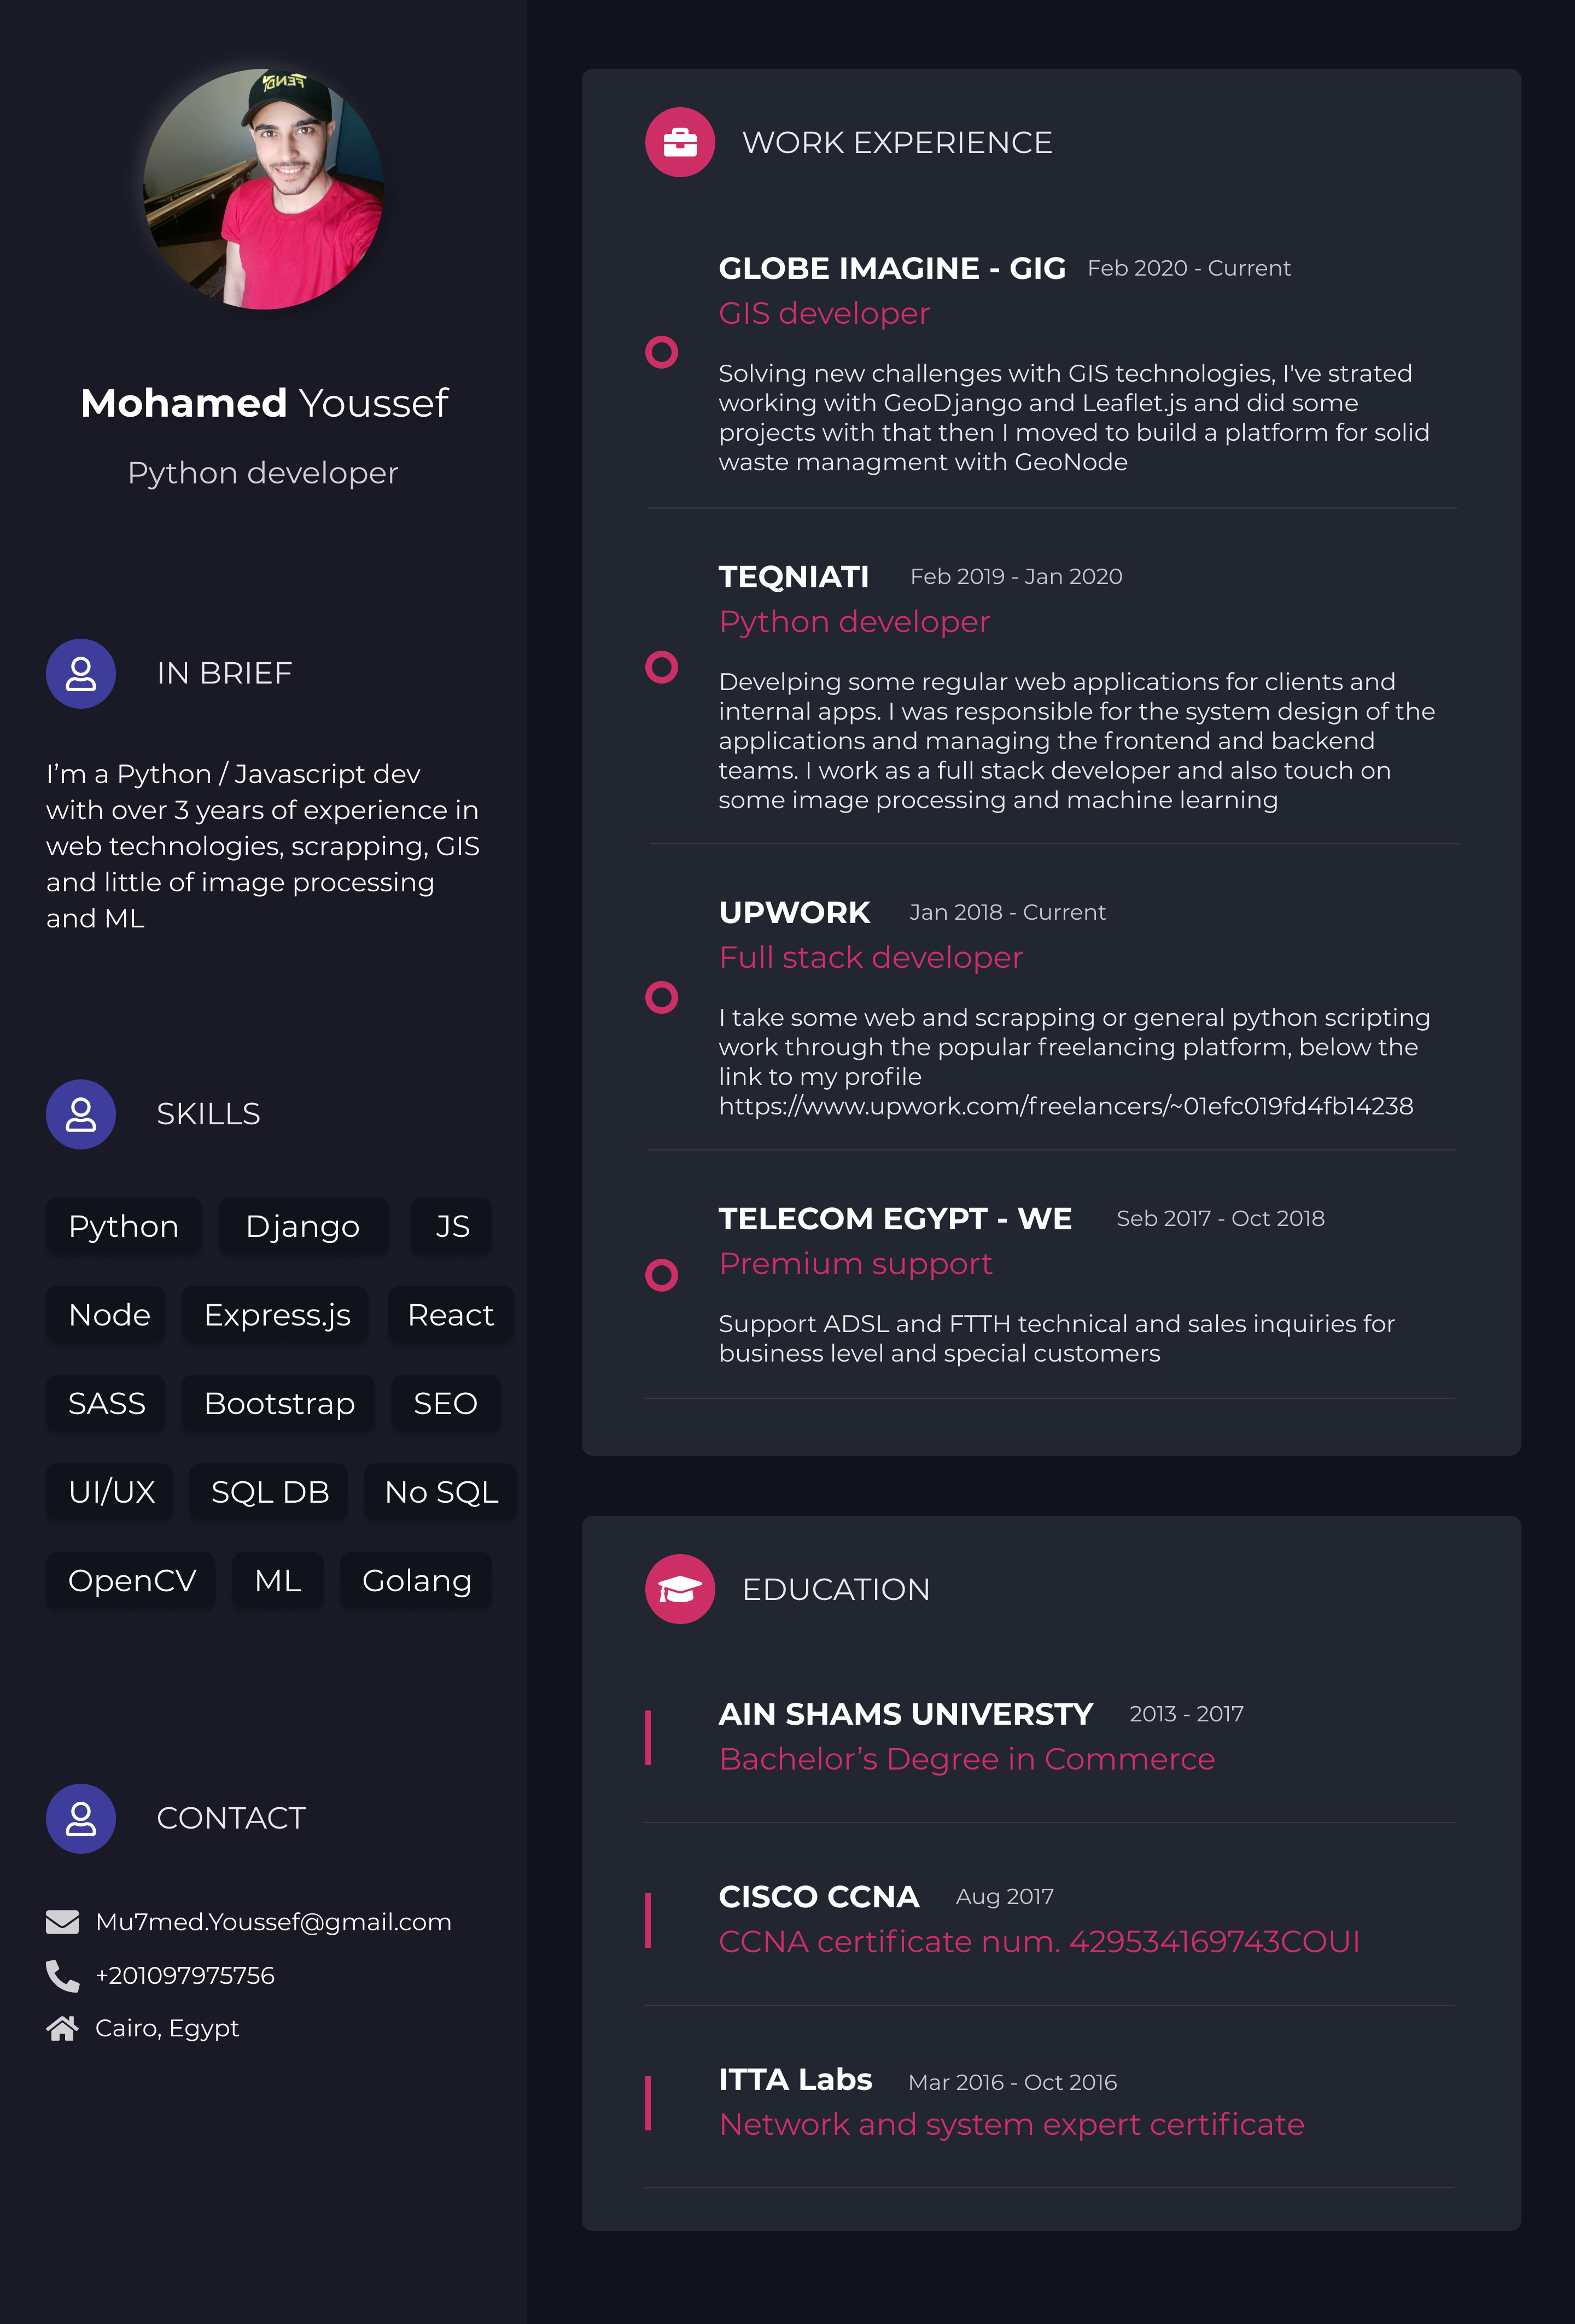 FENDI
Mohamed Youssef
Python developer
IN BRIEF
I’m a Python / Javascript dev
with over 3 years of experience in
web technologies, scrapping, GIS
and little of image processing
and ML
SKILLS
Python Django JS
Node Express.js React
SASS Bootstrap SEO
UI/UX SQL DB No SQL
OpenCV ML Golang
CONTACT
Mu7med.Youssef@gmail.com
+201097975756
Cairo, Egypt
WORK EXPERIENCE
GLOBE IMAGINE - GIG Feb 2020 - Current
GIS developer
Solving new challenges with GIS technologies, I've strated
working with GeoDjango and Leaflet.js and did some
projects with that then I moved to build a platform for solid
waste managment with GeoNode
TEQNIATI Feb 2019 - Jan 2020
Python developer
Develping some regular web applications for clients and
internal apps. I was responsible for the system design of the
applications and managing the frontend and backend
teams. I work as a full stack developer and also touch on
some image processing and machine learning
UPWORK Jan 2018 - Current
Full stack developer
I take some web and scrapping or general python scripting
work through the popular freelancing platform, below the
link to my profile
https://www.upwork.com/freelancers/~01efc019fd4fb14238
TELECOM EGYPT - WE Seb 2017 - Oct 2018
Premium support
Support ADSL and FTTH technical and sales inquiries for
business level and special customers
EDUCATION
AIN SHAMS UNIVERSTY 2013 - 2017
Bachelor’s Degree in Commerce
CISCO CCNA Aug 2017
CCNA certificate num. 429534169743COUI
ITTA Labs Mar 2016 - Oct 2016
Network and system expert certificate